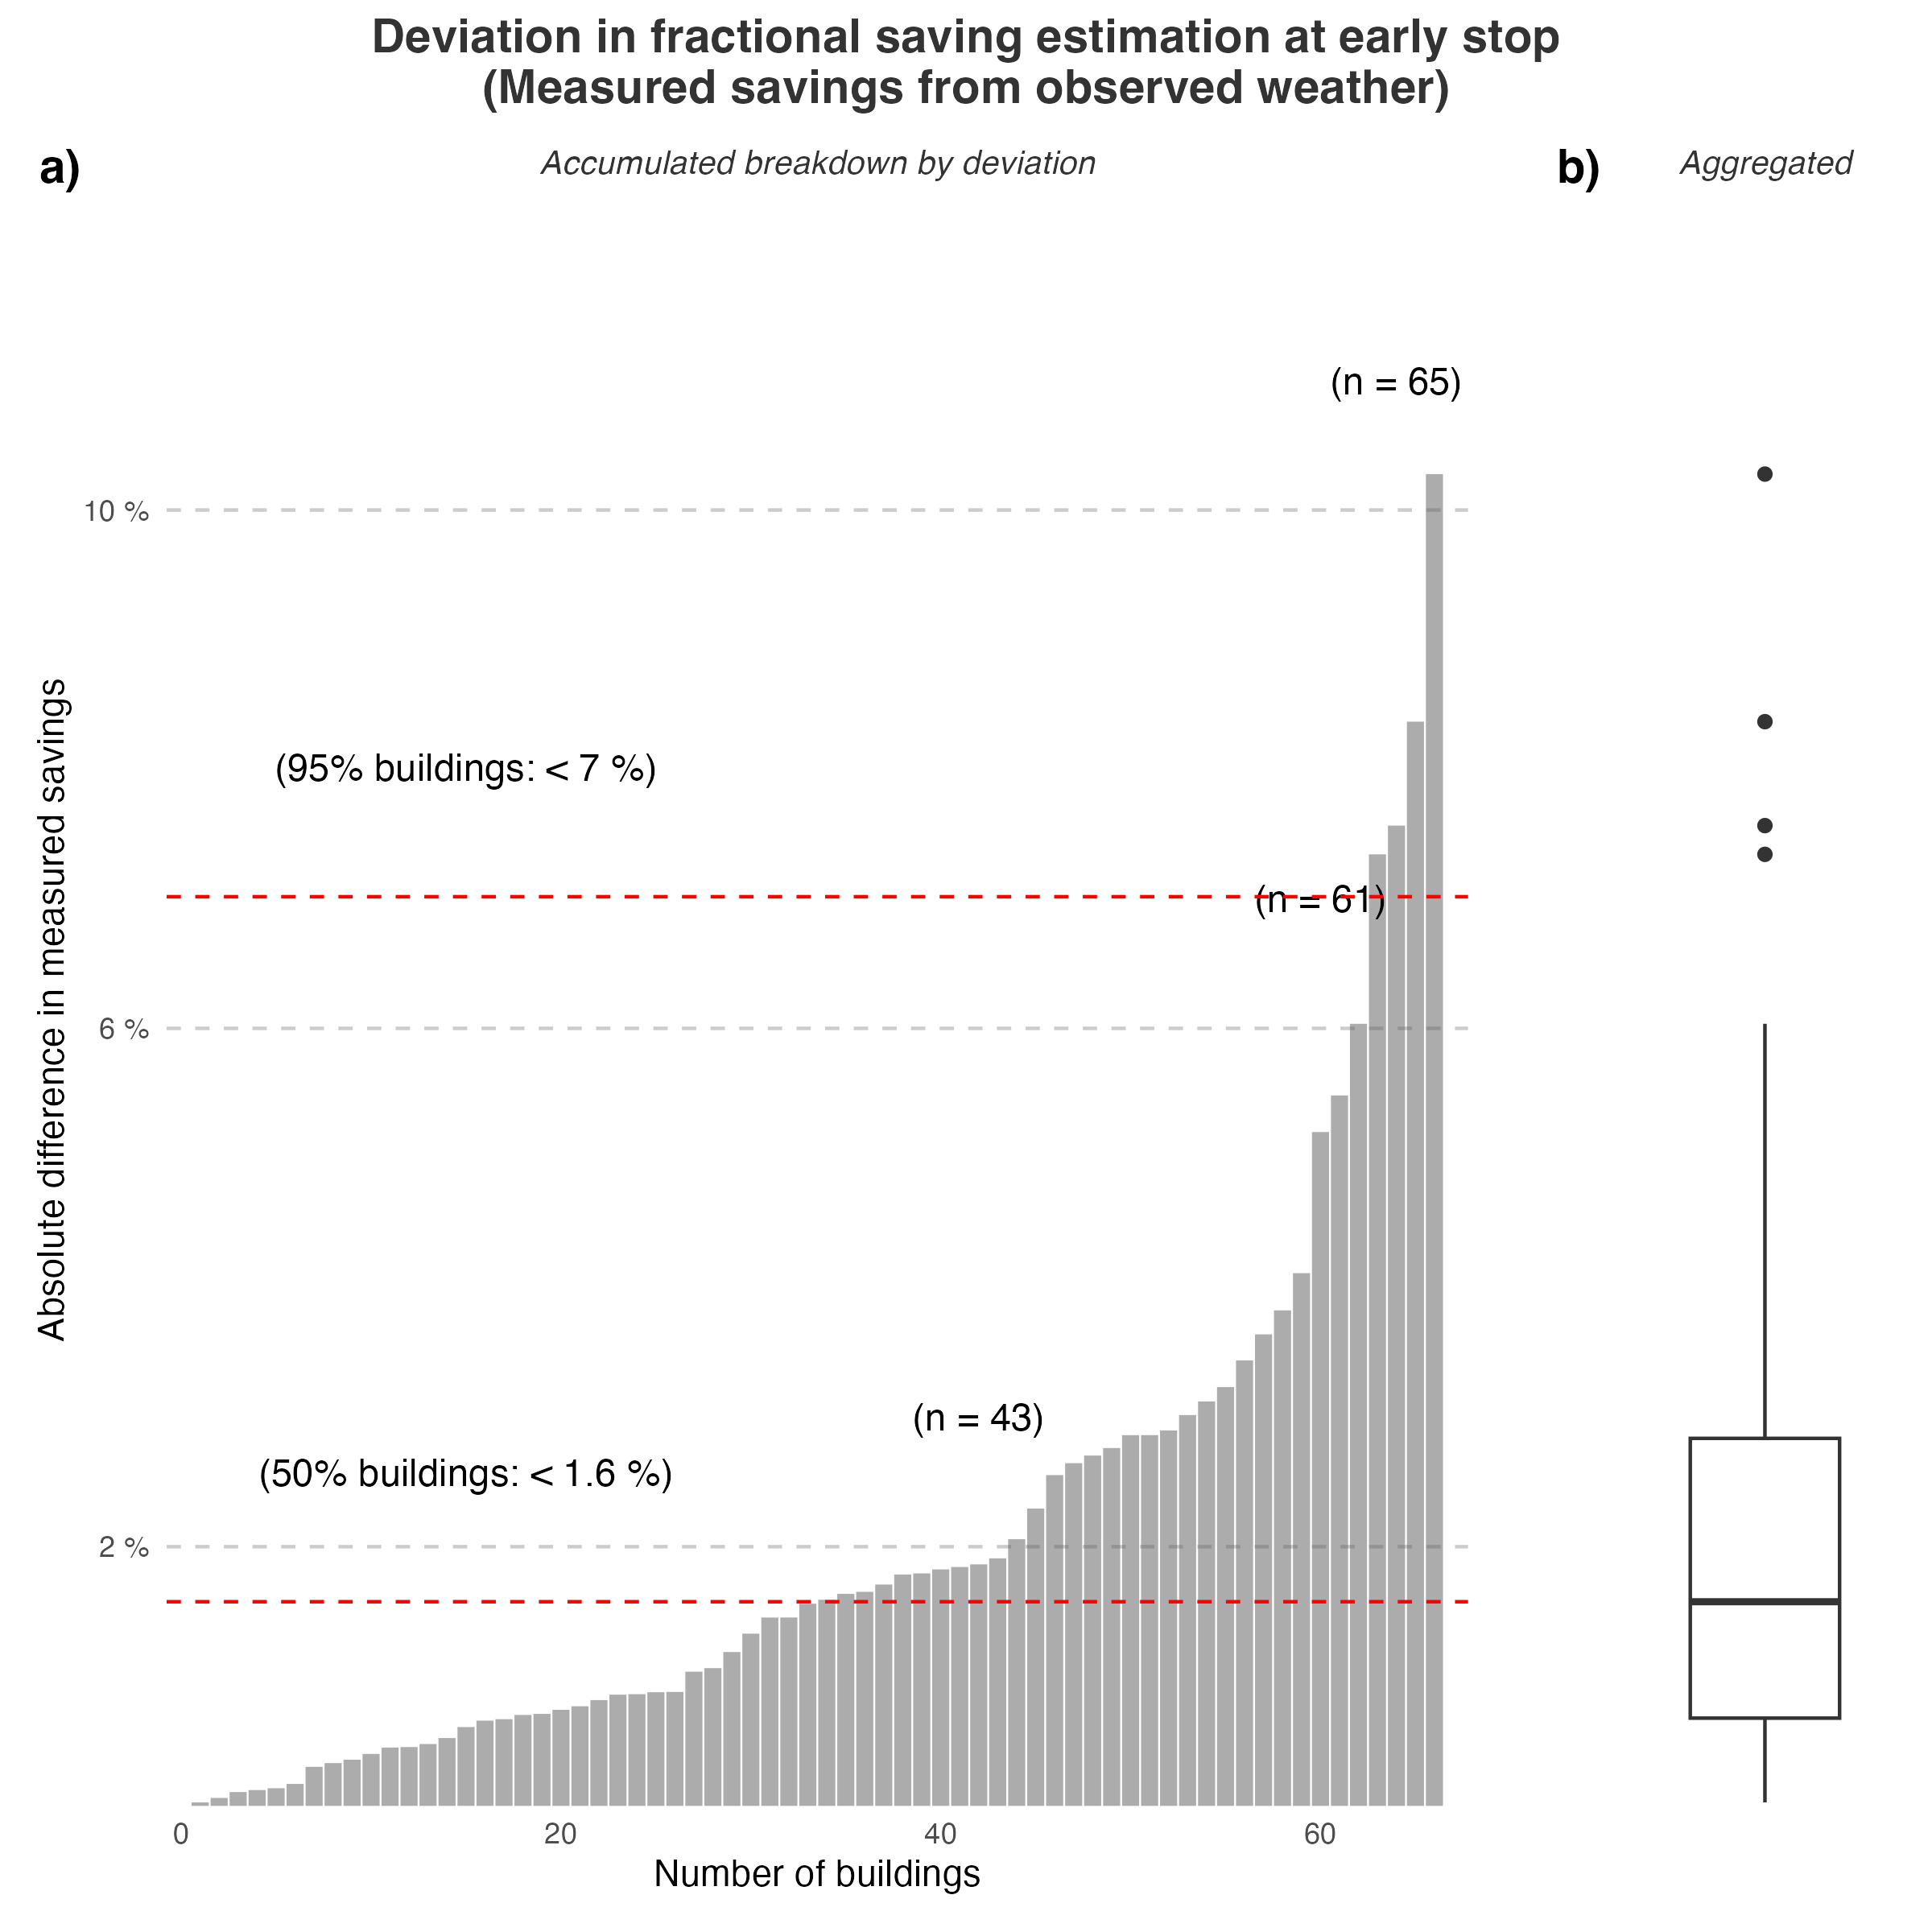 Deviation in fractional saving estimation at early stop
(Measured savings from observed weather)
a)
Accumulated breakdown by deviation
b)
Aggregated
(n = 65)
10 %
(95% buildings: < 7 %)
(n = 61)
6 %
(n = 43)
(50% buildings: < 1.6 %)
2 %
Absolute difference in measured savings
0 20 40 60
Number of buildings